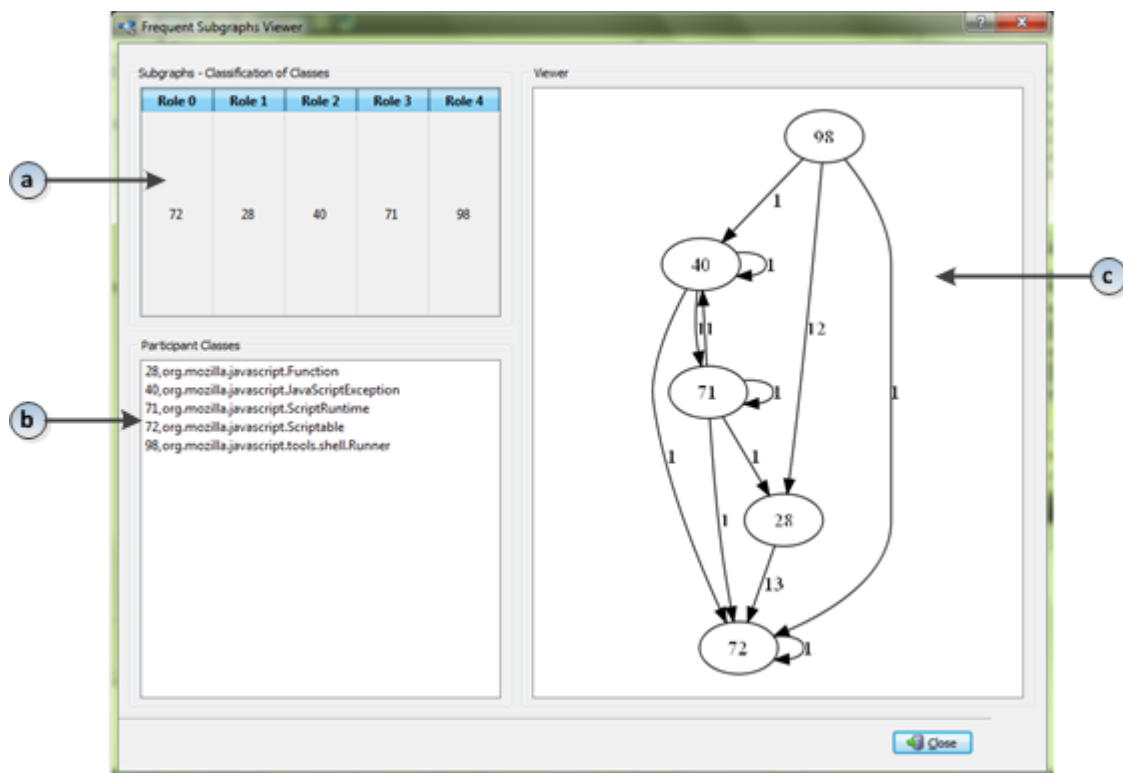 Frequent Subgraphs Viewer
?
X
Subgraphs - Classification of Classes
Role 0 Role 1 Role 2 Role 3 Role 4
72 28 40 71 98
a
Participant Classes
28,org.mozilla.javascript.Function
40,org.mozilla.javascript.JavaScriptException
71,org.mozilla.javascript.ScriptRuntime
72,org.mozilla.javascript.Scriptable
98,org.mozilla.javascript.tools.shell.Runner
b
Viewer
98
1
40
1
11
12
71
1
1
1
1
1
28
13
72
1
c
Close